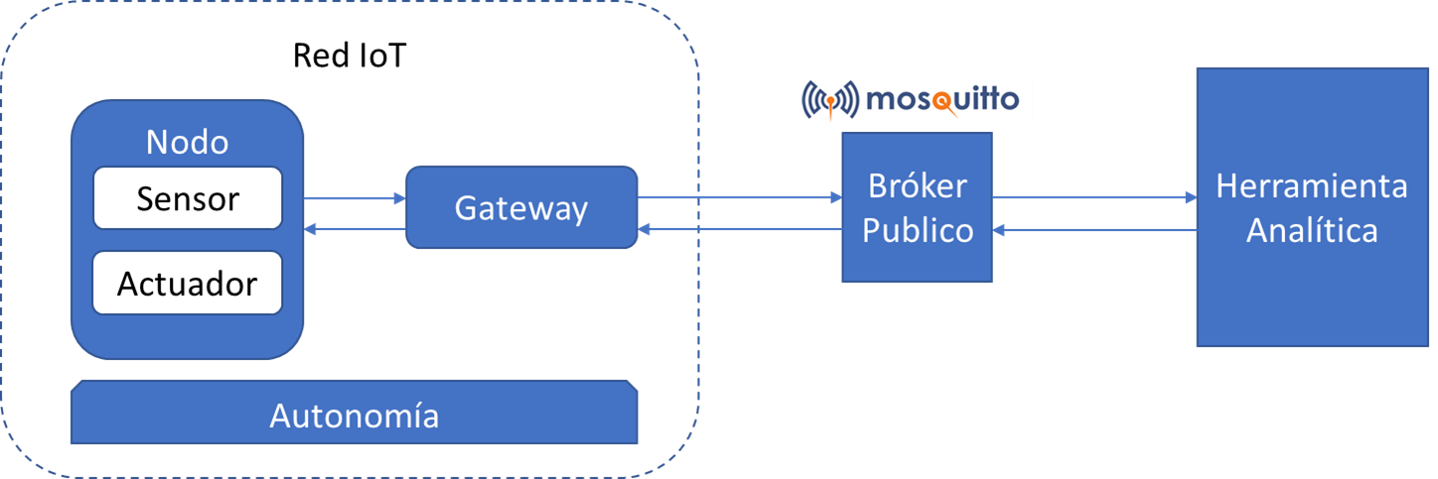 Red IoT
Nodo
Sensor
Actuador
Gateway
Autonomía
mosquitto
Bróker
Publico
Herramienta
Analítica